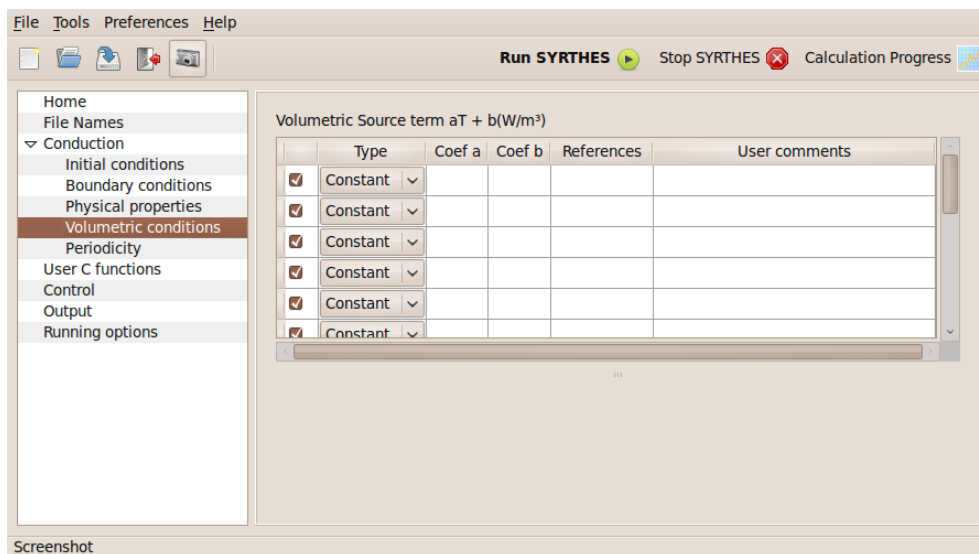 File Tools Preferences Help
Run SYRTHES Stop SYRTHES Calculation Progress
Home
File Names
Conduction
Initial conditions
Boundary conditions
Physical properties
Volumetric conditions
Periodicity
User C functions
Control
Output
Running options
Volumetric Source term aT + b(W/m³)
Type Coef a Coef b References User comments
Constant
Constant
Constant
Constant
Constant
Constant
Screenshot